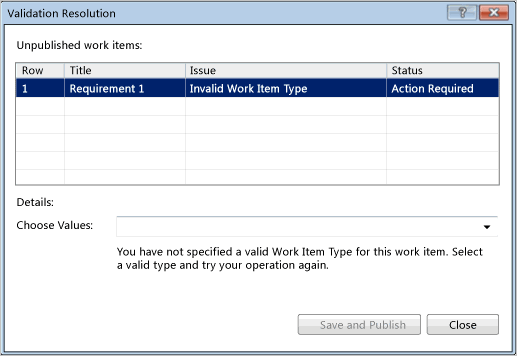 Validation Resolution
?
Unpublished work items:
Row Title Issue Status
1 Requirement 1 Invalid Work Item Type Action Required
Details:
Choose Values:
You have not specified a valid Work Item Type for this work item. Select
a valid type and try your operation again.
Save and Publish Close